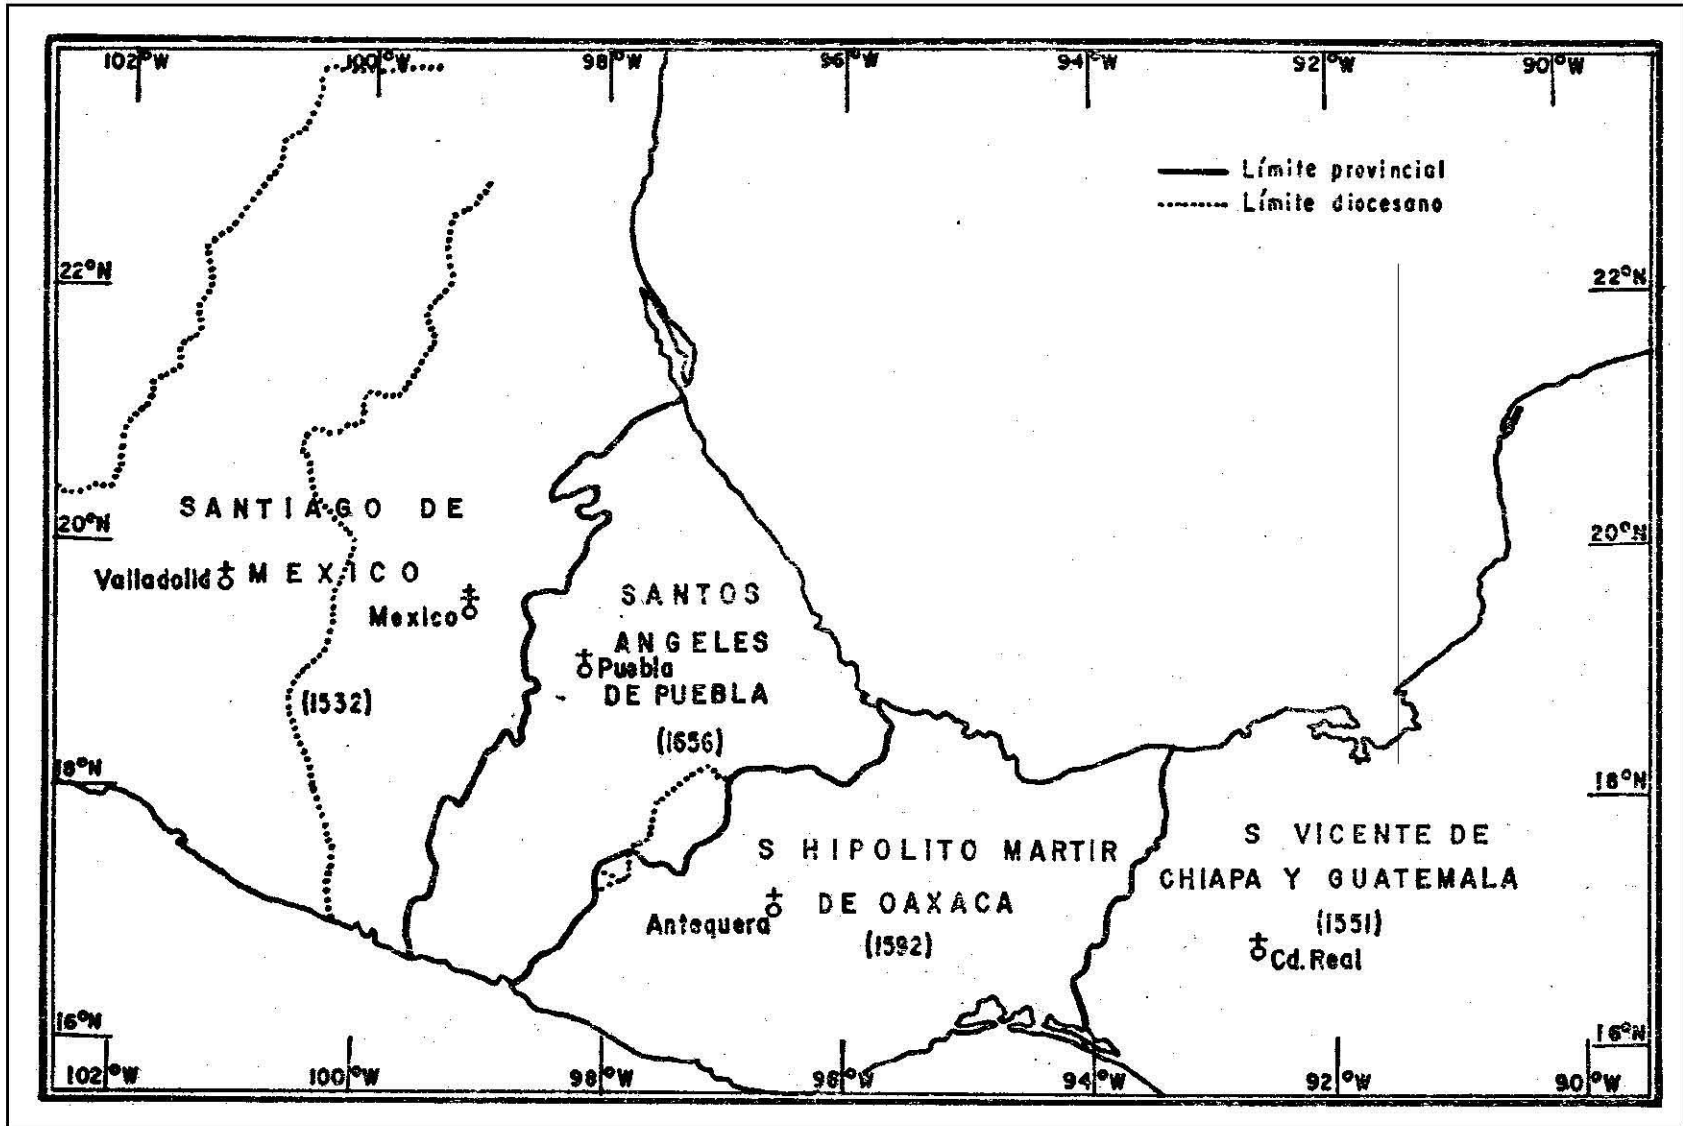 102°W 100°W 98°W 96°W 94°W 92°W 90°W
Límite provincial
Límite diocesano
22°N 22°N
SANTIAGO DE
20°N 20°N
Valladolid MEXICO
Mexico
SANTOS
ANGELES
Puebla
DE PUEBLA
(1532)
(1656)
18°N 18°N
S HIPOLITO MARTIR
DE OAXACA
Antequera
(1592)
S VICENTE DE
CHIAPA Y GUATEMALA
(1551)
Cd. Real
16°N 16°N
102°W 100°W 98°W 98°W 94°W 92°W 90°W